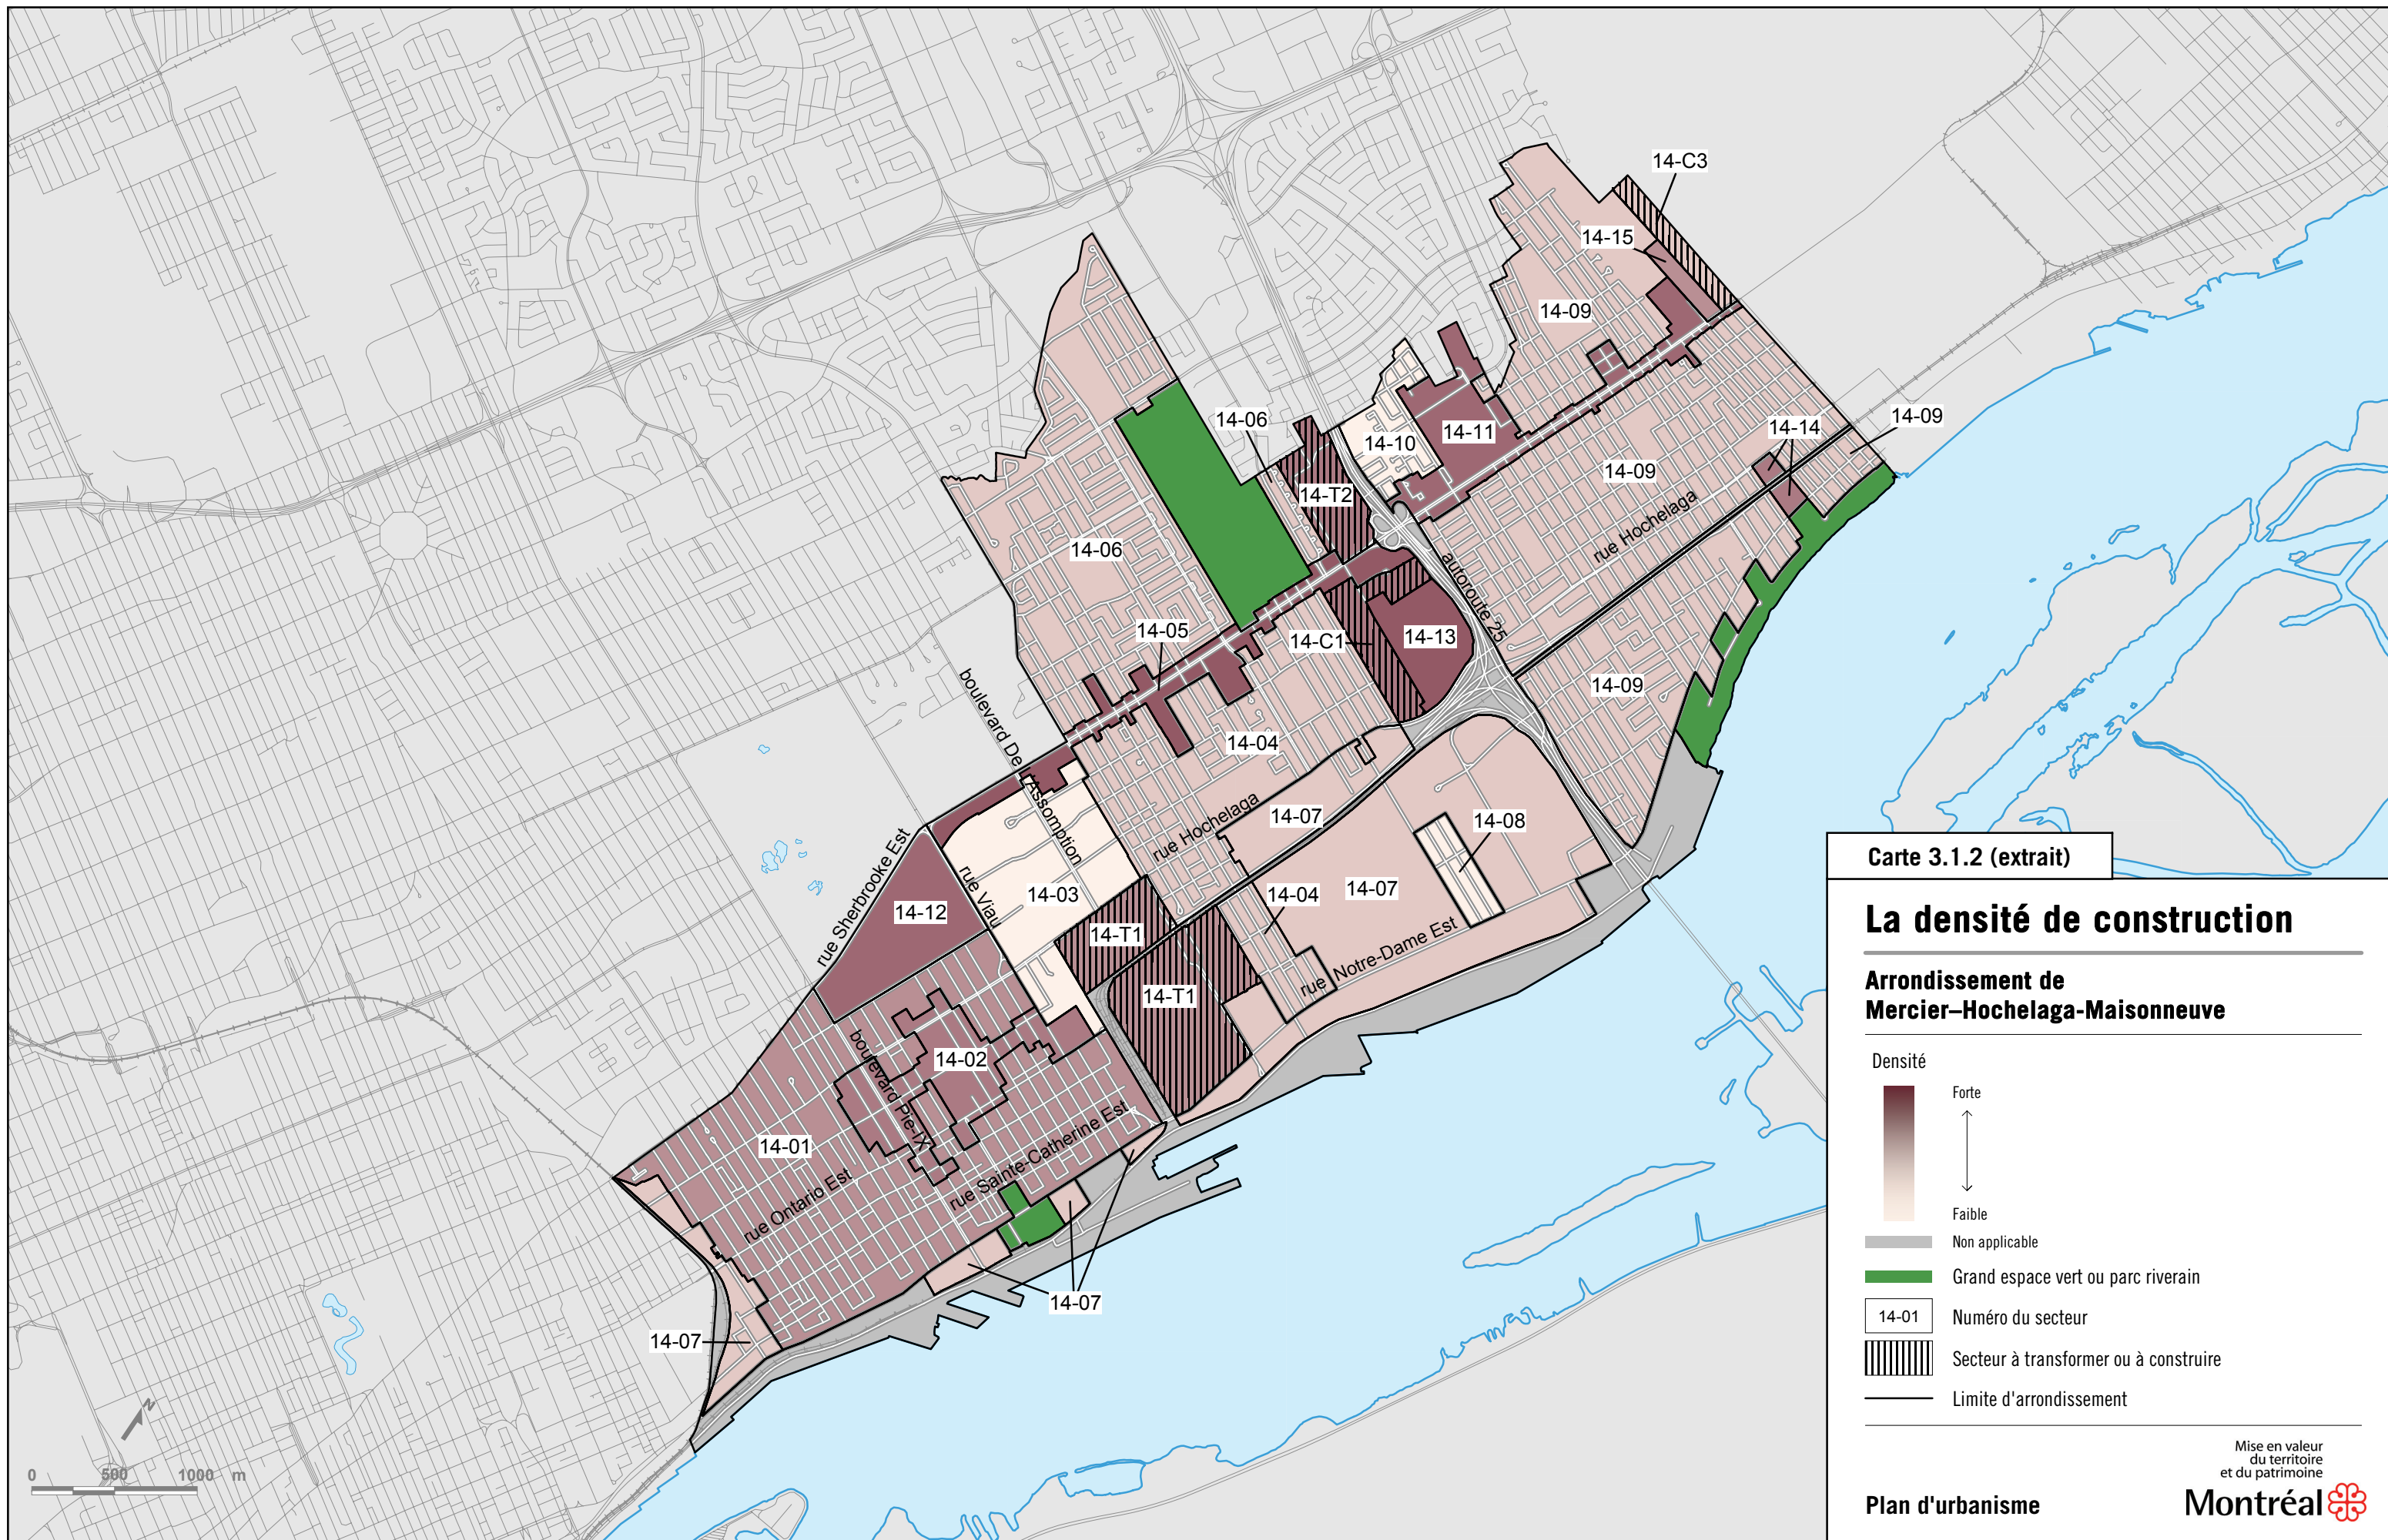 14-C3
14-15
14-09
14-06
14-09
14-14
14-10
14-11
14-09
14-T2
rue Hochelaga
14-06
autoroute 25
14-05
14-C1
14-13
14-09
boulevard De L'Assomption
14-04
14-07
14-08
rue Hochelaga
rue Sherbrooke Est
rue Viau
14-03
14-04
14-07
14-12
14-T1
rue Notre-Dame Est
14-T1
boulevard Pie-IX
14-02
14-01
rue Sainte-Catherine Est
rue Ontario Est
14-07
14-07
N
0 500 1000 m
Carte 3.1.2 (extrait)
La densité de construction
Arrondissement de
Mercier–Hochelaga-Maisonneuve
Densité
Forte
Faible
Non applicable
Grand espace vert ou parc riverain
14-01 Numéro du secteur
Secteur à transformer ou à construire
Limite d'arrondissement
Mise en valeur
du territoire
et du patrimoine
Plan d'urbanisme
Montréal